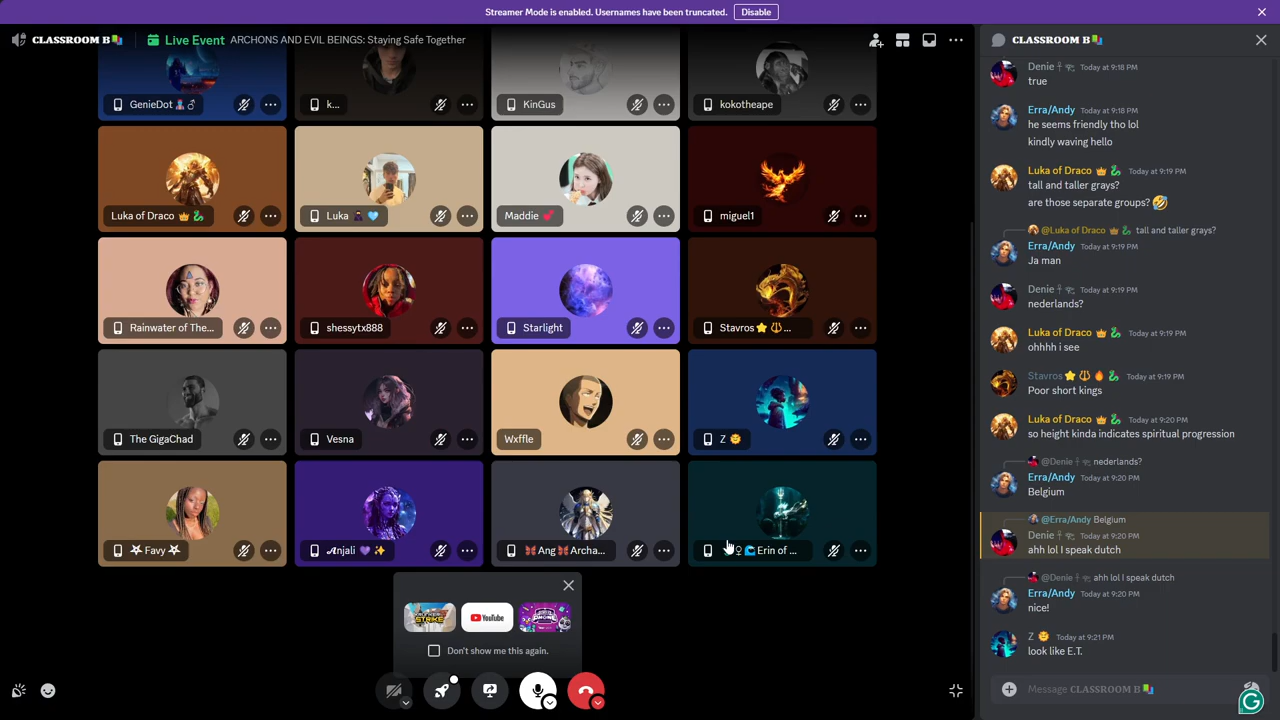 Streamer Mode is enabled. Usernames have been truncated. Disable
CLASSROOM B
Live Event ARCHONS AND EVIL BEINGS: Staying Safe Together
GenieDot
k...
KinGus
kokotheape
Luka of Draco
Luka
Maddie
miguel1
Rainwater of The...
shessytx888
Starlight
Stavros ...
The GigaChad
Vesna
Wxffle
Z
Favy
𝓐njali
Ang Archa...
Erin of ...
STRIKE
YouTube
Don't show me this again.
CLASSROOM B
Denie Today at 9:18 PM
true
Erra/Andy Today at 9:18 PM
he seems friendly tho lol
kindly waving hello
Luka of Draco Today at 9:19 PM
tall and taller grays?
are those separate groups? 🤣
@Luka of Draco tall and taller grays?
Erra/Andy Today at 9:19 PM
Ja man
Denie Today at 9:19 PM
nederlands?
Luka of Draco Today at 9:19 PM
ohhhh i see
Stavros Today at 9:19 PM
Poor short kings
Luka of Draco Today at 9:20 PM
so height kinda indicates spiritual progression
@Denie nederlands?
Erra/Andy Today at 9:20 PM
Belgium
@Erra/Andy Belgium
Denie Today at 9:20 PM
ahh lol I speak dutch
@Denie ahh lol I speak dutch
Erra/Andy Today at 9:20 PM
nice!
Z Today at 9:21 PM
look like E.T.
Message CLASSROOM B